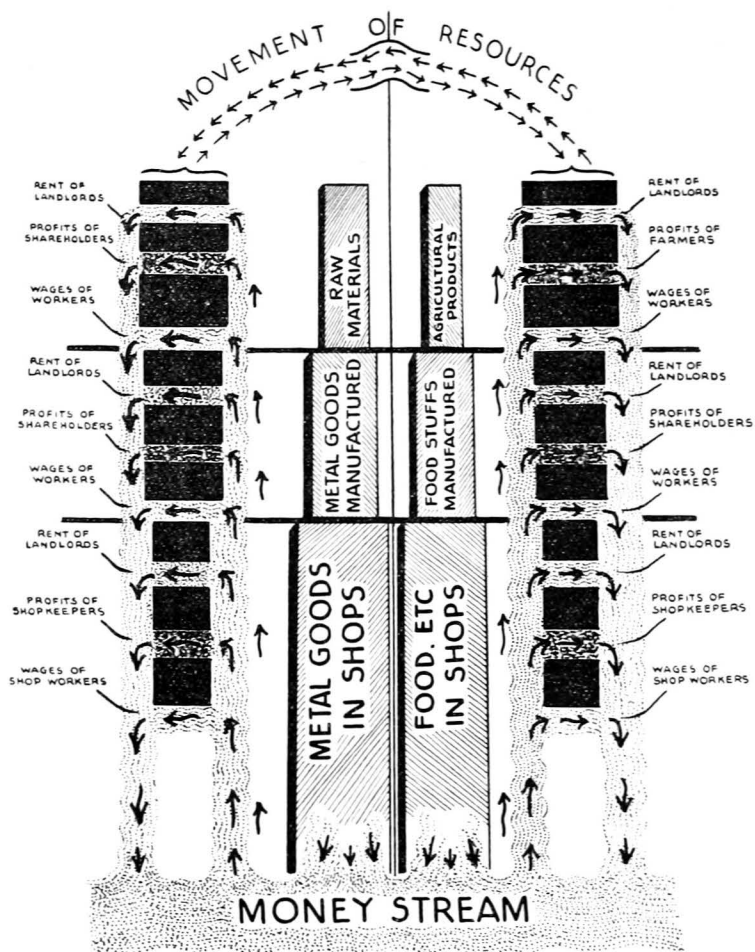 MOVEMENT OF RESOURCES
RENT OF
LANDLORDS
PROFITS OF
SHAREHOLDERS
WAGES OF
WORKERS
RENT OF
LANDLORDS
PROFITS OF
SHAREHOLDERS
WAGES OF
WORKERS
RENT OF
LANDLORDS
PROFITS OF
SHOPKEEPERS
WAGES OF
SHOP WORKERS
RAW
MATERIALS
AGRICULTURAL
PRODUCTS
METAL GOODS
MANUFACTURED
FOOD STUFFS
MANUFACTURED
METAL GOODS
IN SHOPS
FOOD. ETC
IN SHOPS
RENT OF
LANDLORDS
PROFITS OF
FARMERS
WAGES OF
WORKERS
RENT OF
LANDLORDS
PROFITS OF
SHAREHOLDERS
WAGES OF
WORKERS
RENT OF
LANDLORDS
PROFITS OF
SHOPKEEPERS
WAGES OF
SHOP WORKERS
MONEY STREAM